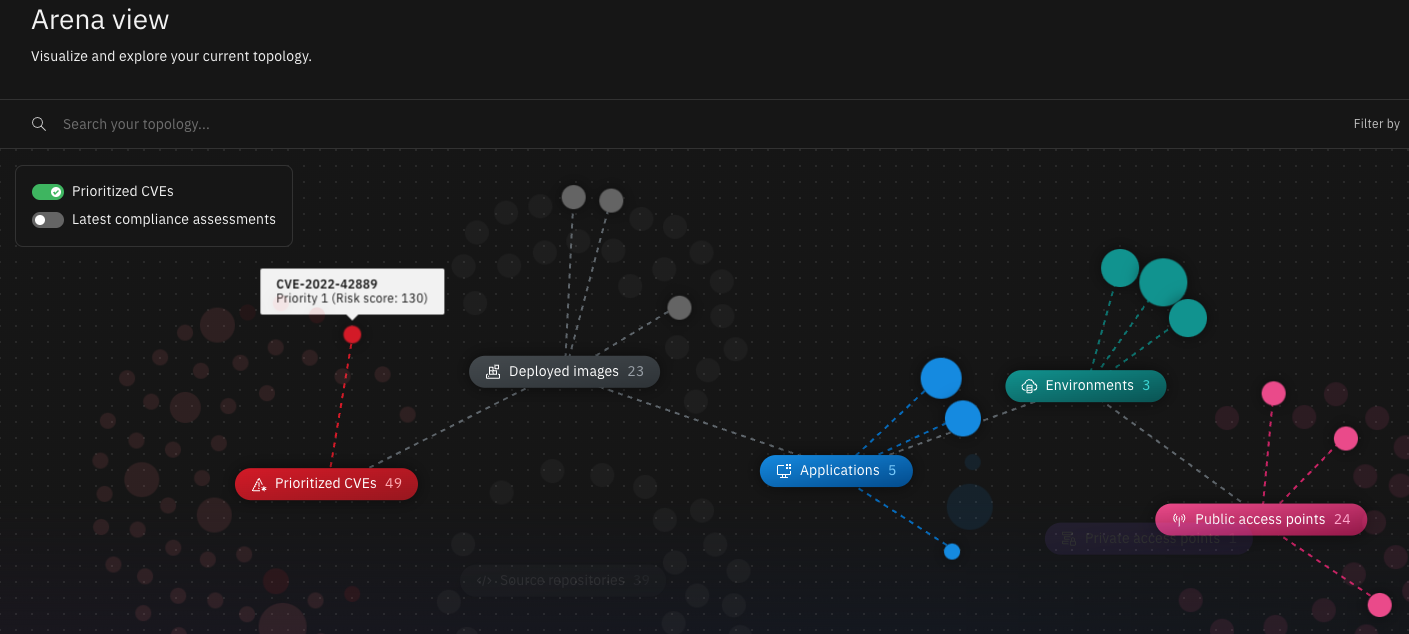 Arena view
Visualize and explore your current topology.
Search your topology...
Filter by
Prioritized CVEs
Latest compliance assessments
CVE-2022-42889
Priority 1 (Risk score: 130)
Deployed images 23
Environments 3
Applications 5
Prioritized CVEs 49
Public access points 24
Private access points
Source repositories